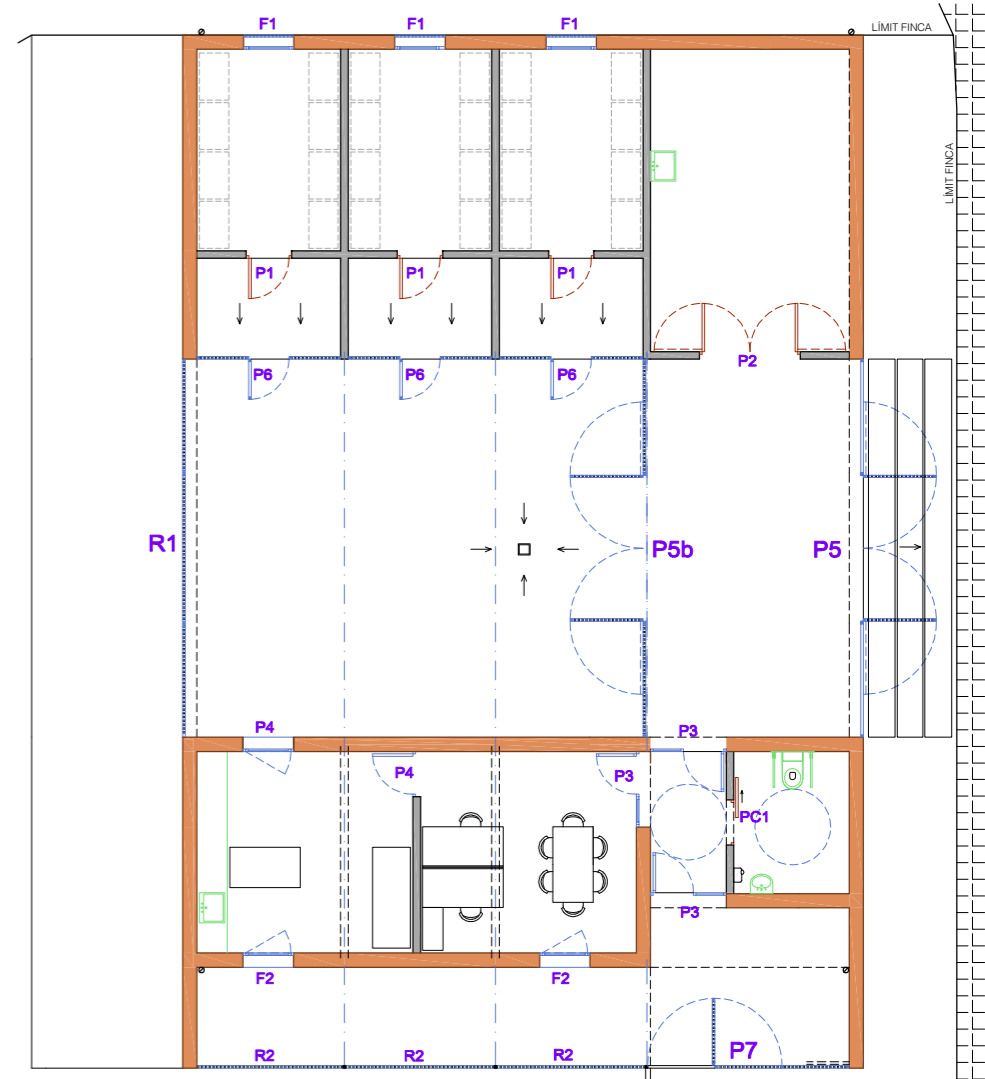 F1 F1 F1
LÍMIT FINCA
LÍMIT FINCA
P1 P1 P1
P2
P6 P6 P6
R1
P5b
P5
P4
P3
P4
P3
PC1
P3
F2 F2
P7
R2 R2 R2